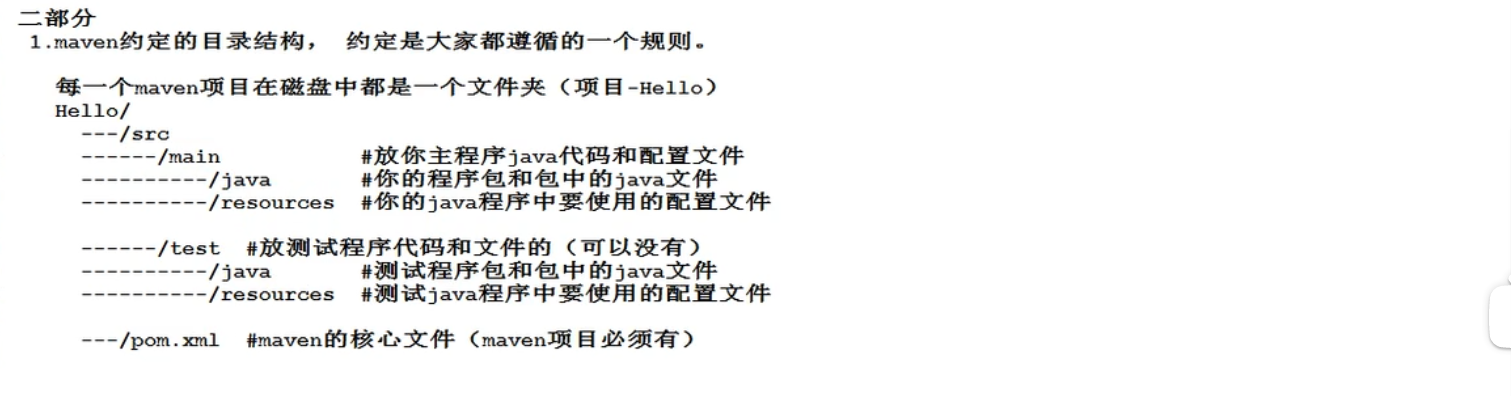 二部分
1.maven约定的目录结构， 约定是大家都遵循的一个规则。
每一个maven项目在磁盘中都是一个文件夹（项目-Hello）
Hello/
---/src
------/main #放你主程序java代码和配置文件
----------/java #你的程序包和包中的java文件
----------/resources #你的java程序中要使用的配置文件
------/test #放测试程序代码和文件的（可以没有）
----------/java #测试程序包和包中的java文件
----------/resources #测试java程序中要使用的配置文件
---/pom.xml #maven的核心文件（maven项目必须有）